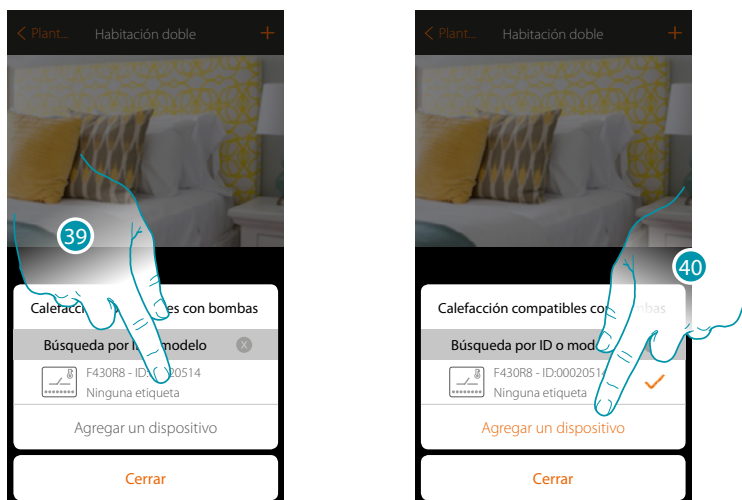 Plant... Habitación doble +
39
Calefacci es con bombas
Búsqueda por I modelo X
F430R8 - ID: 20514
Ninguna etiqueta
Agregar un dispositivo
Cerrar
Plant... Habitación doble +
40
Calefacción compatibles co bas
Búsqueda por ID o mod
F430R8 - ID:00020514
Ninguna etiqueta
Agregar un dispositivo
Cerrar